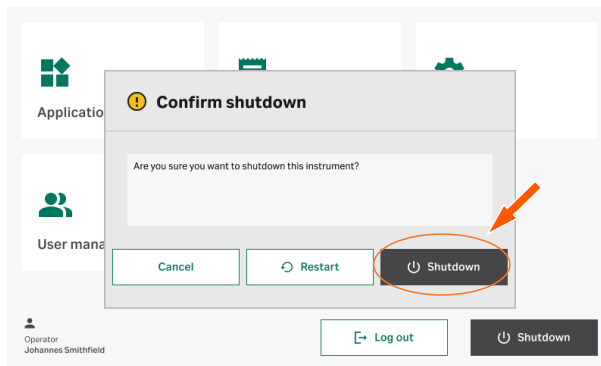 Confirm shutdown
Applicatio
Are you sure you want to shutdown this instrument?
User mana
Cancel
Restart
Shutdown
Operator
Johannes Smithfield
Log out
Shutdown